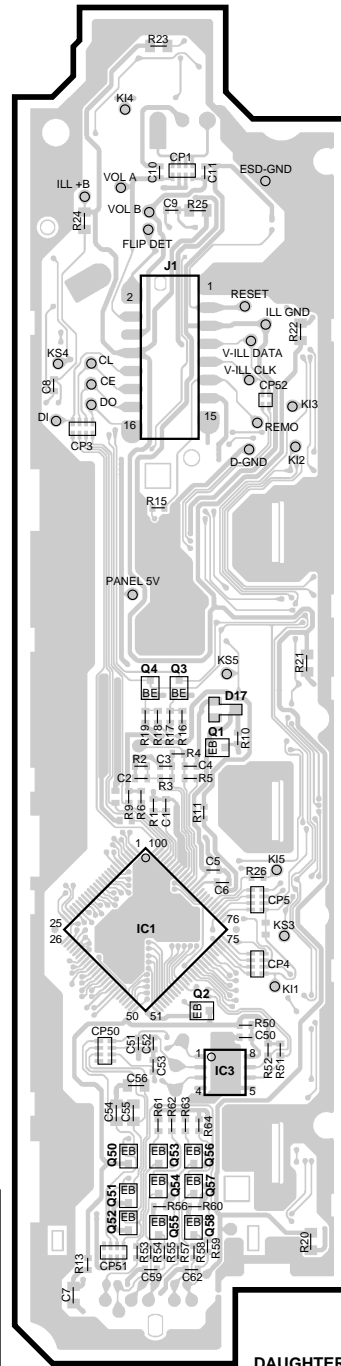 R23
KI4
CP1
C10
C11
ESD-GND
VOL A
ILL +B
VOL B
C9
R25
R24
FLIP DET
J1
2
1
RESET
ILL GND
R22
V-ILL DATA
KS4
CL
V-ILL CLK
C8
CE
CP52
DO
KI3
DI
16
15
REMO
CP3
D-GND
KI2
R15
PANEL 5V
R21
KS5
Q4
Q3
BE
BE
D17
R19
R18
R17
R16
Q1
EB
R10
R4
R2
C3
C4
C2
R3
R5
R9
R6
R1
C1
R11
1
100
C5
KI5
C6
R26
25
26
IC1
76
75
CP5
KS3
CP4
KI1
50
51
Q2
EB
R50
C50
CP50
C51
C52
C53
1
8
IC3
4
5
R52
R51
C56
C54
C55
R61
R62
R63
R64
Q50
EB
EB
Q53
EB
Q56
Q51
EB
EB
Q54
EB
Q57
R56
R60
Q52
EB
EB
Q55
EB
Q58
R53
R54
R55
R57
R58
R59
R20
R13
CP51
C59
C62
C7
DAUGHTER